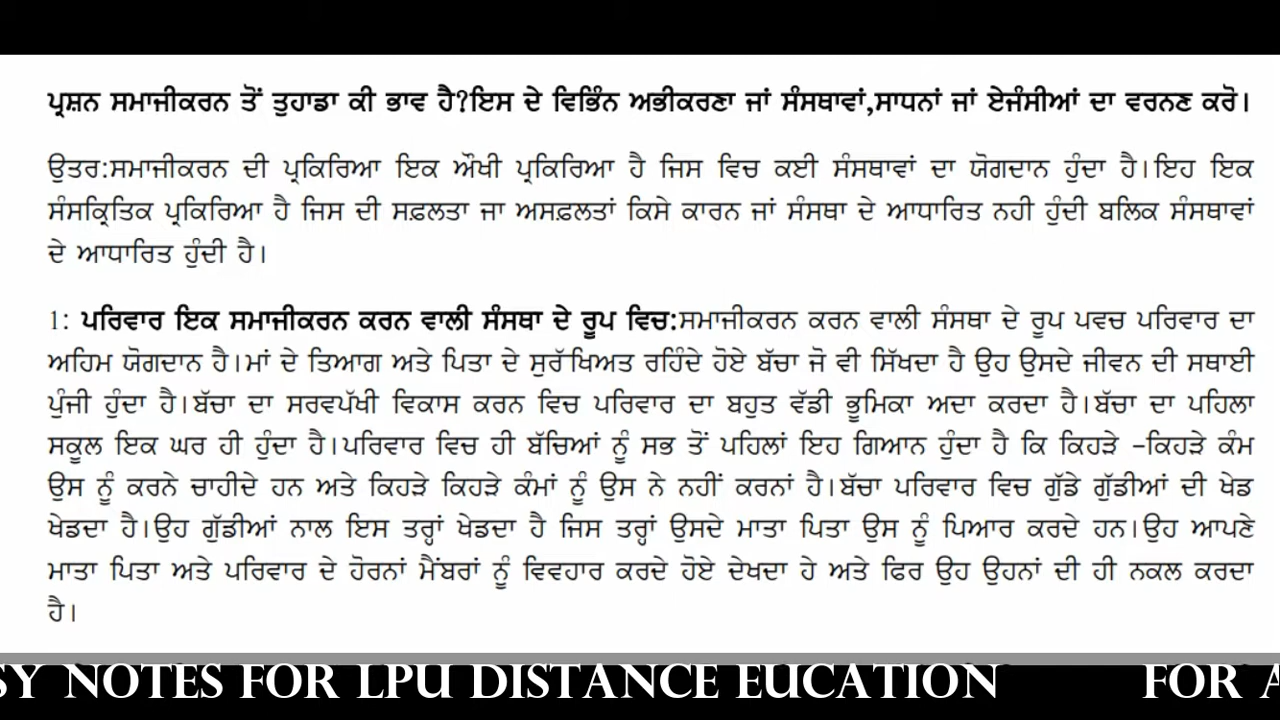 ਪ੍ਰਸ਼ਨ ਸਮਾਜੀਕਰਨ ਤੋਂ ਤੁਹਾਡਾ ਕੀ ਭਾਵ ਹੈ?ਇਸ ਦੇ ਵਿਭਿੰਨ ਅਭੀਕਰਣਾ ਜਾਂ ਸੰਸਥਾਵਾਂ,ਸਾਧਨਾਂ ਜਾਂ ਏਜੰਸੀਆਂ ਦਾ ਵਰਨਣ ਕਰੋ।
ਉਤਰ:ਸਮਾਜੀਕਰਨ ਦੀ ਪ੍ਰਕਿਰਿਆ ਇਕ ਔਖੀ ਪ੍ਰਕਿਰਿਆ ਹੈ ਜਿਸ ਵਿਚ ਕਈ ਸੰਸਥਾਵਾਂ ਦਾ ਯੋਗਦਾਨ ਹੁੰਦਾ ਹੈ।ਇਹ ਇਕ
ਸੰਸਕ੍ਰਿਤਿਕ ਪ੍ਰਕਿਰਿਆ ਹੈ ਜਿਸ ਦੀ ਸਫ਼ਲਤਾ ਜਾ ਅਸਫ਼ਲਤਾਂ ਕਿਸੇ ਕਾਰਨ ਜਾਂ ਸੰਸਥਾ ਦੇ ਆਧਾਰਿਤ ਨਹੀ ਹੁੰਦੀ ਬਲਿਕ ਸੰਸਥਾਵਾਂ
ਦੇ ਆਧਾਰਿਤ ਹੁੰਦੀ ਹੈ।
1: ਪਰਿਵਾਰ ਇਕ ਸਮਾਜੀਕਰਨ ਕਰਨ ਵਾਲੀ ਸੰਸਥਾ ਦੇ ਰੂਪ ਵਿਚ:ਸਮਾਜੀਕਰਨ ਕਰਨ ਵਾਲੀ ਸੰਸਥਾ ਦੇ ਰੂਪ ਪਵਚ ਪਰਿਵਾਰ ਦਾ
ਅਹਿਮ ਯੋਗਦਾਨ ਹੈ।ਮਾਂ ਦੇ ਤਿਆਗ ਅਤੇ ਪਿਤਾ ਦੇ ਸੁਰੱਖਿਅਤ ਰਹਿੰਦੇ ਹੋਏ ਬੱਚਾ ਜੋ ਵੀ ਸਿੱਖਦਾ ਹੈ ਉਹ ਉਸਦੇ ਜੀਵਨ ਦੀ ਸਥਾਈ
ਪੁੰਜੀ ਹੁੰਦਾ ਹੈ।ਬੱਚਾ ਦਾ ਸਰਵਪੱਖੀ ਵਿਕਾਸ ਕਰਨ ਵਿਚ ਪਰਿਵਾਰ ਦਾ ਬਹੁਤ ਵੱਡੀ ਭੂਮਿਕਾ ਅਦਾ ਕਰਦਾ ਹੈ।ਬੱਚਾ ਦਾ ਪਹਿਲਾ
ਸਕੂਲ ਇਕ ਘਰ ਹੀ ਹੁੰਦਾ ਹੈ।ਪਰਿਵਾਰ ਵਿਚ ਹੀ ਬੱਚਿਆਂ ਨੂੰ ਸਭ ਤੋਂ ਪਹਿਲਾਂ ਇਹ ਗਿਆਨ ਹੁੰਦਾ ਹੈ ਕਿ ਕਿਹੜੇ -ਕਿਹੜੇ ਕੰਮ
ਉਸ ਨੂੰ ਕਰਨੇ ਚਾਹੀਦੇ ਹਨ ਅਤੇ ਕਿਹੜੇ ਕਿਹੜੇ ਕੰਮਾਂ ਨੂੰ ਉਸ ਨੇ ਨਹੀਂ ਕਰਨਾਂ ਹੈ।ਬੱਚਾ ਪਰਿਵਾਰ ਵਿਚ ਗੁੱਡੇ ਗੁੱਡੀਆਂ ਦੀ ਖੇਡ
ਖੇਡਦਾ ਹੈ।ਉਹ ਗੁੱਡੀਆਂ ਨਾਲ ਇਸ ਤਰ੍ਹਾਂ ਖੇਡਦਾ ਹੈ ਜਿਸ ਤਰ੍ਹਾਂ ਉਸਦੇ ਮਾਤਾ ਪਿਤਾ ਉਸ ਨੂੰ ਪਿਆਰ ਕਰਦੇ ਹਨ।ਉਹ ਆਪਣੇ
ਮਾਤਾ ਪਿਤਾ ਅਤੇ ਪਰਿਵਾਰ ਦੇ ਹੋਰਨਾਂ ਮੈਂਬਰਾਂ ਨੂੰ ਵਿਵਹਾਰ ਕਰਦੇ ਹੋਏ ਦੇਖਦਾ ਹੇ ਅਤੇ ਫਿਰ ਉਹ ਉਹਨਾਂ ਦੀ ਹੀ ਨਕਲ ਕਰਦਾ
ਹੈ।
SY NOTES FOR LPU DISTANCE EUCATION FOR A